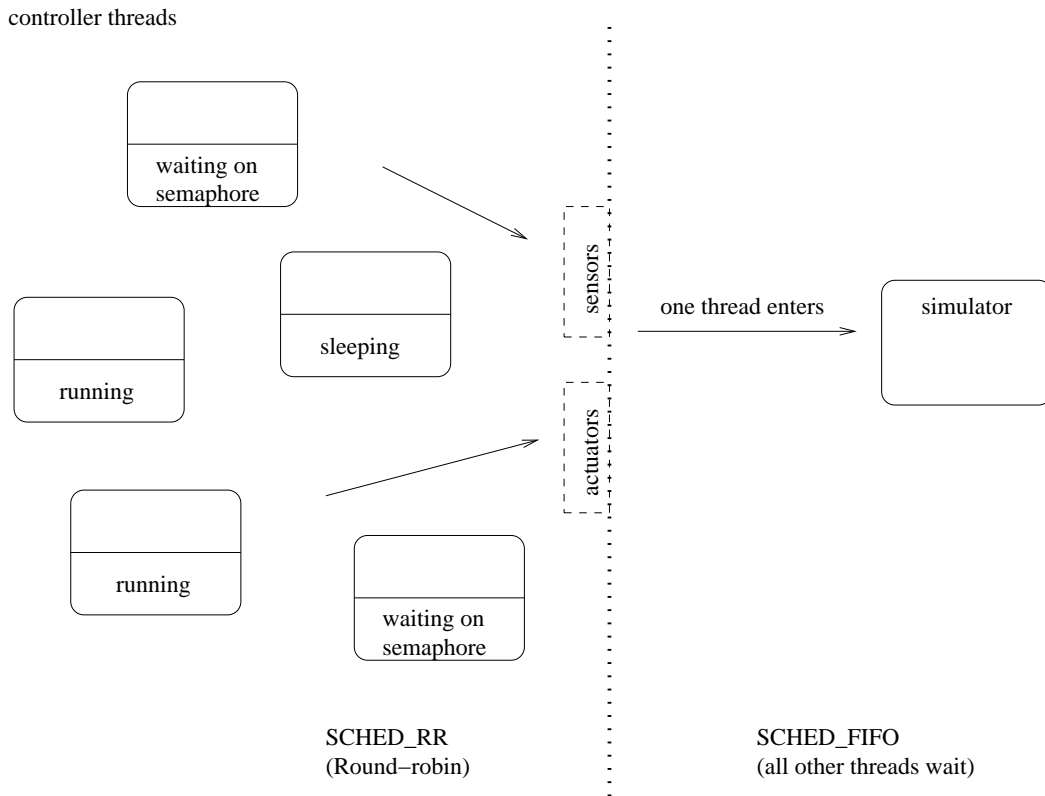 controller threads
waiting on
semaphore
sensors
sleeping
one thread enters
simulator
running
actuators
running
waiting on
semaphore
SCHED_RR
(Round−robin)
SCHED_FIFO
(all other threads wait)